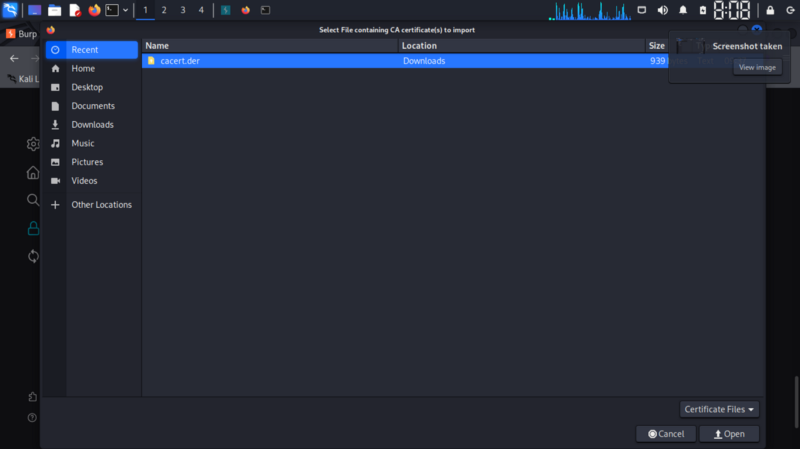 1 2 3 4
8:08
Burp
Select File containing CA certificate(s) to import
Kali L
Recent
Home
Desktop
Documents
Downloads
Music
Pictures
Videos
Other Locations
Name Location Size
cacert.der Downloads 939
Screenshot taken
View image
Certificate Files
Cancel Open